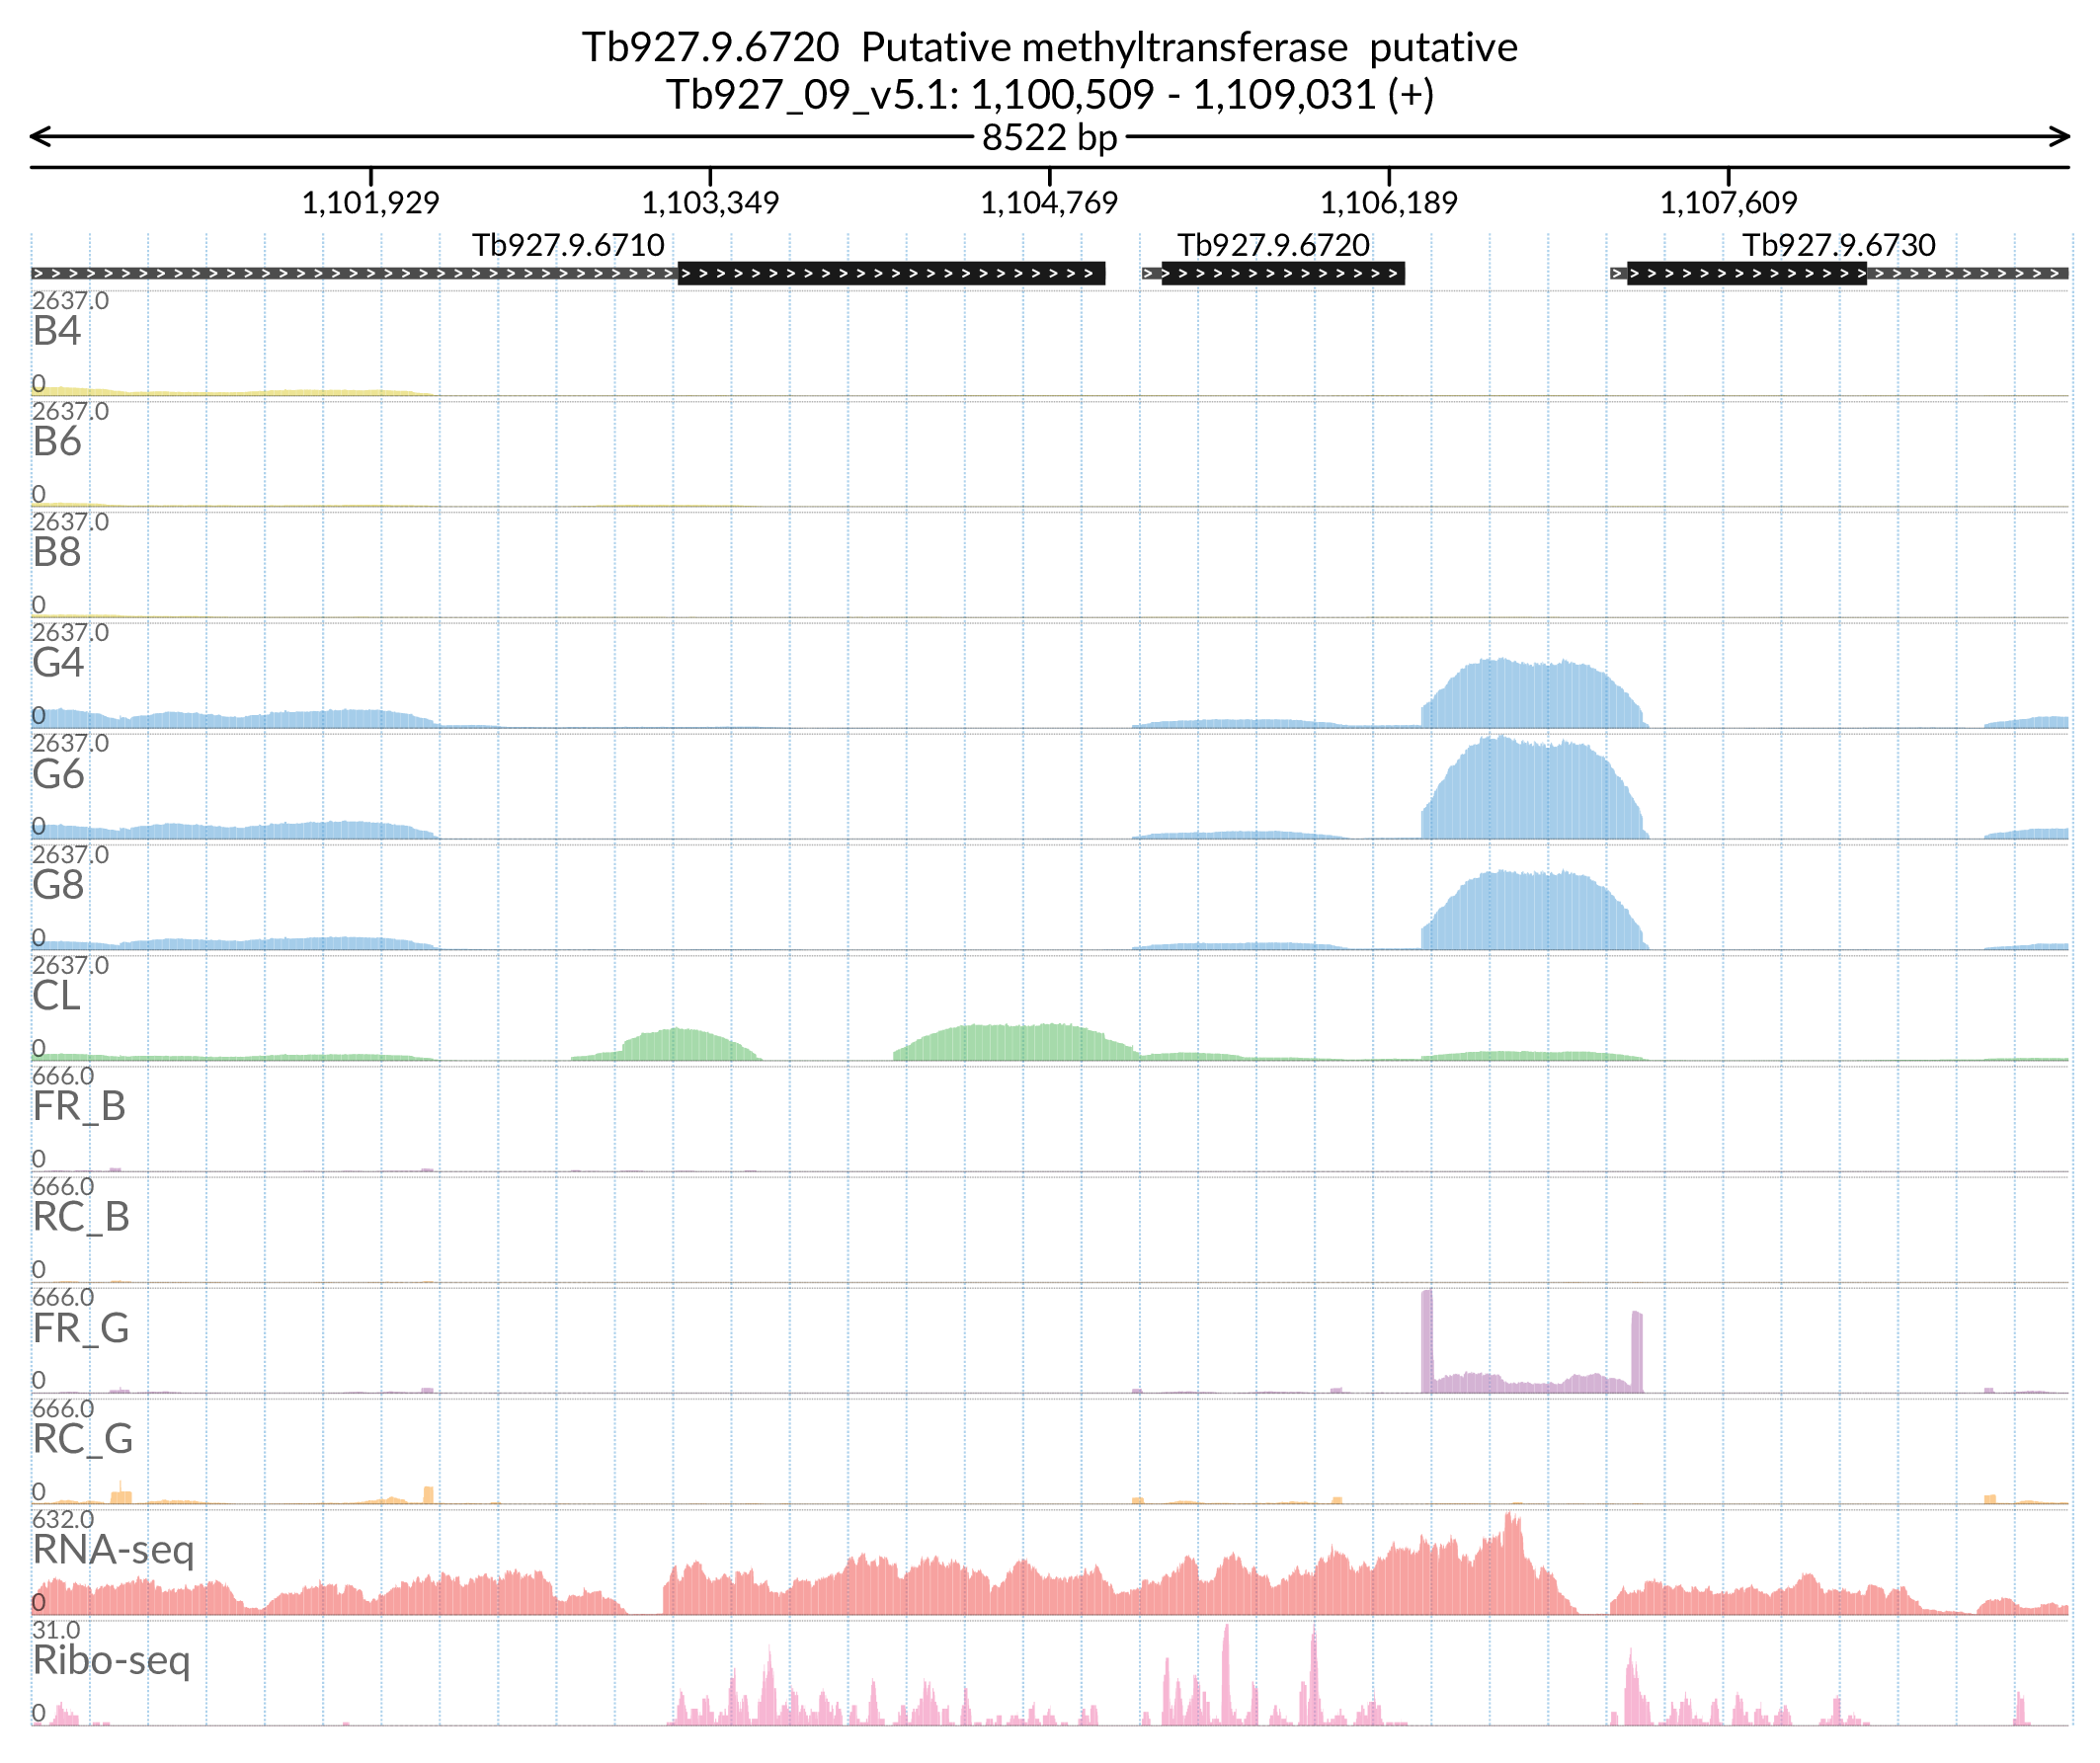 Tb927.9.6720  Putative methyltransferase  putative
Tb927_09_v5.1: 1,100,509 - 1,109,031 (+)
8522 bp
1,101,929 1,103,349 1,104,769 1,106,189 1,107,609
Tb927.9.6710 Tb927.9.6720 Tb927.9.6730
2637.0
B4
0
2637.0
B6
0
2637.0
B8
0
2637.0
G4
0
2637.0
G6
0
2637.0
G8
0
2637.0
CL
0
666.0
FR_B
0
666.0
RC_B
0
666.0
FR_G
0
666.0
RC_G
0
632.0
RNA-seq
0
31.0
Ribo-seq
0